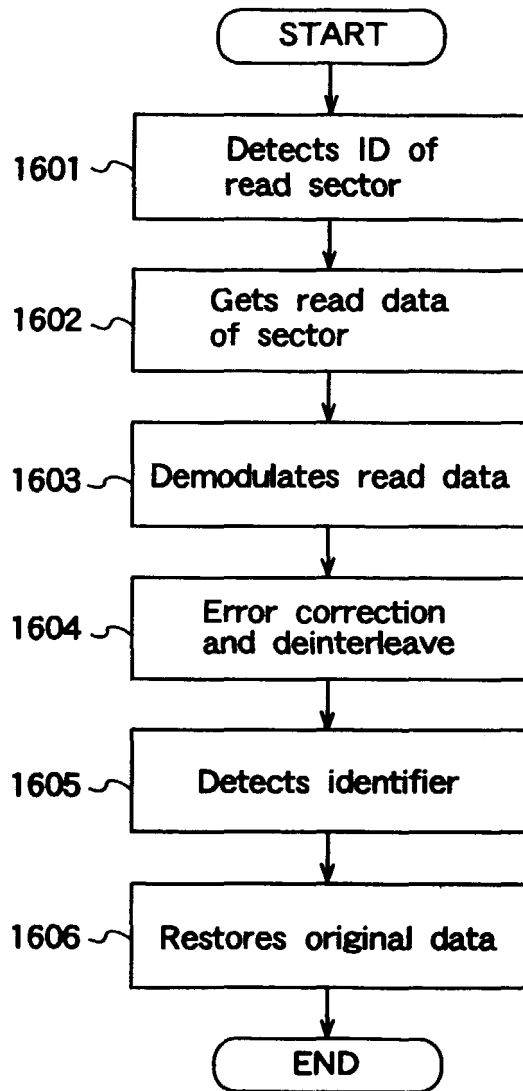 START
1601
Detects ID of
read sector
1602
Gets read data
of sector
1603
Demodulates read data
1604
Error correction
and deinterleave
1605
Detects identifier
1606
Restores original data
END